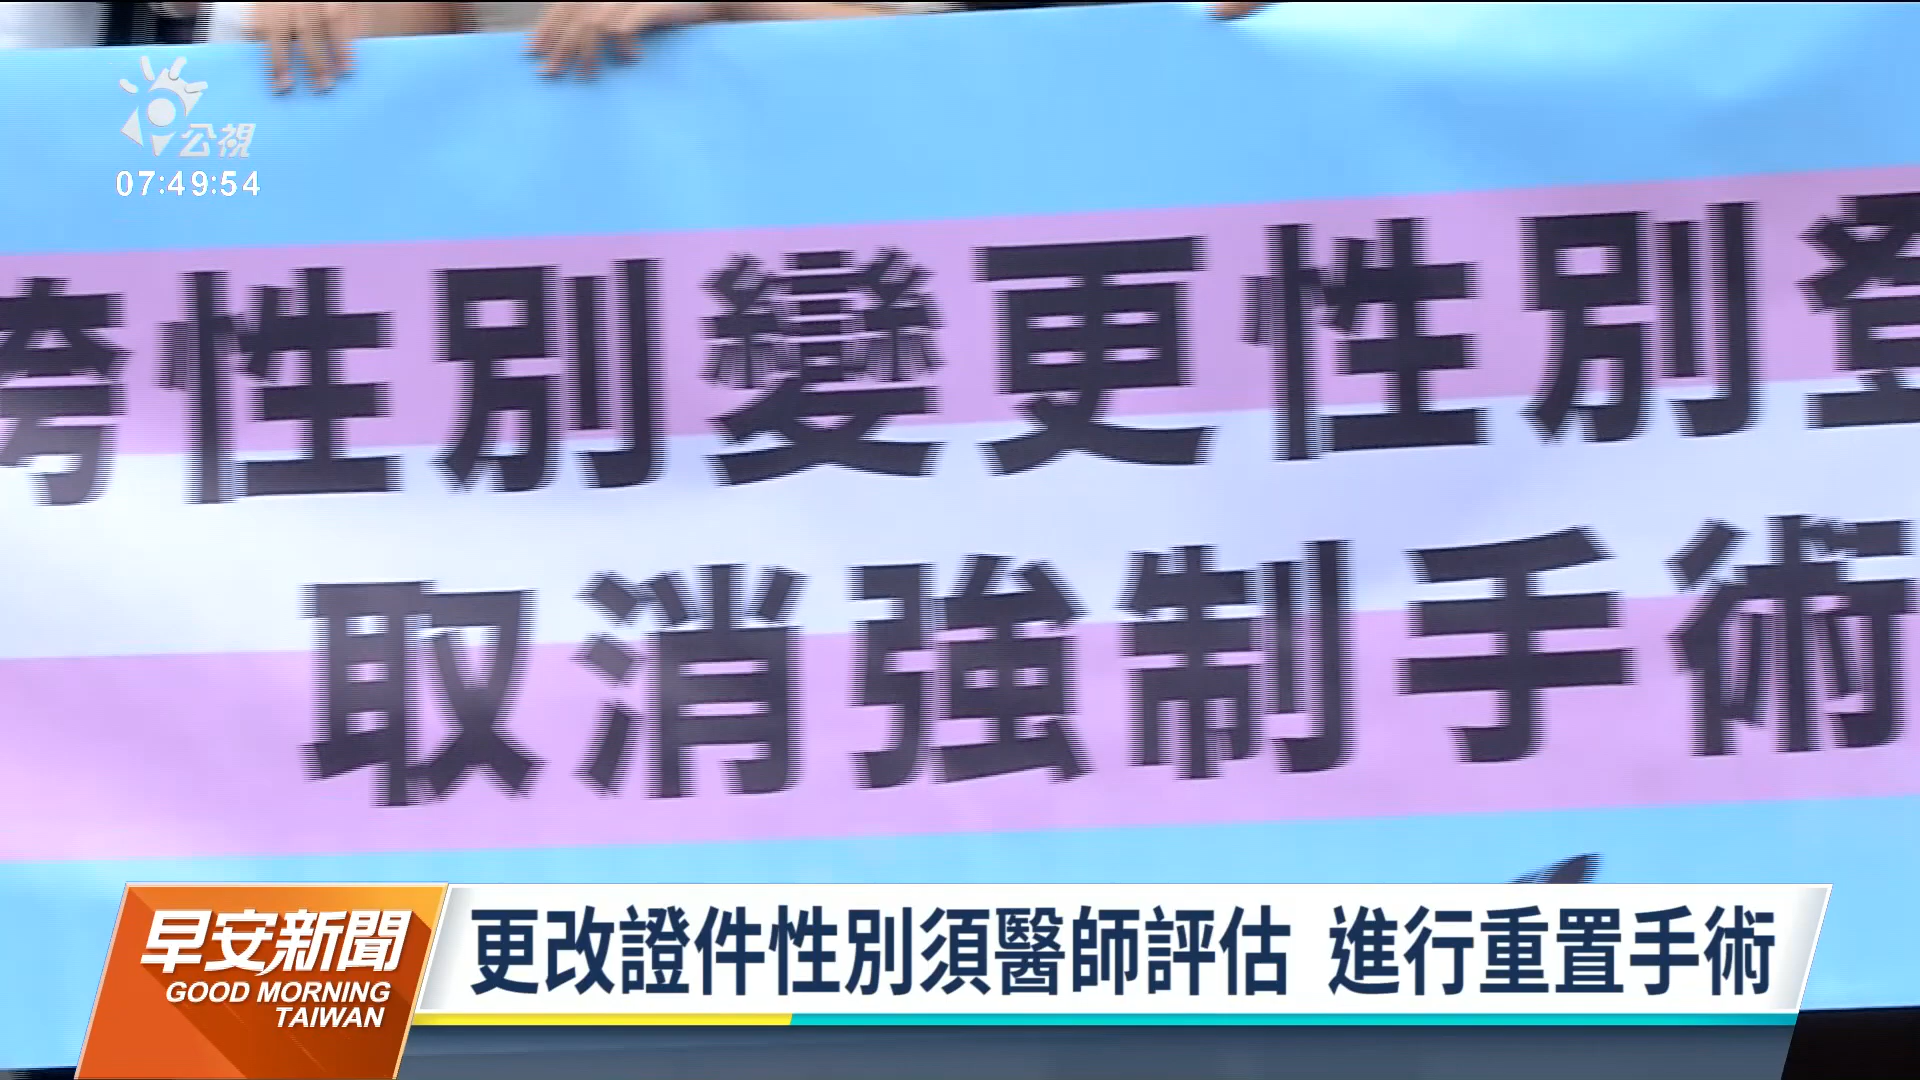 公視
07:49:54
跨性別變更性別登
取消強制手術
早安新聞
GOOD MORNING
TAIWAN
更改證件性別須醫師評估 進行重置手術